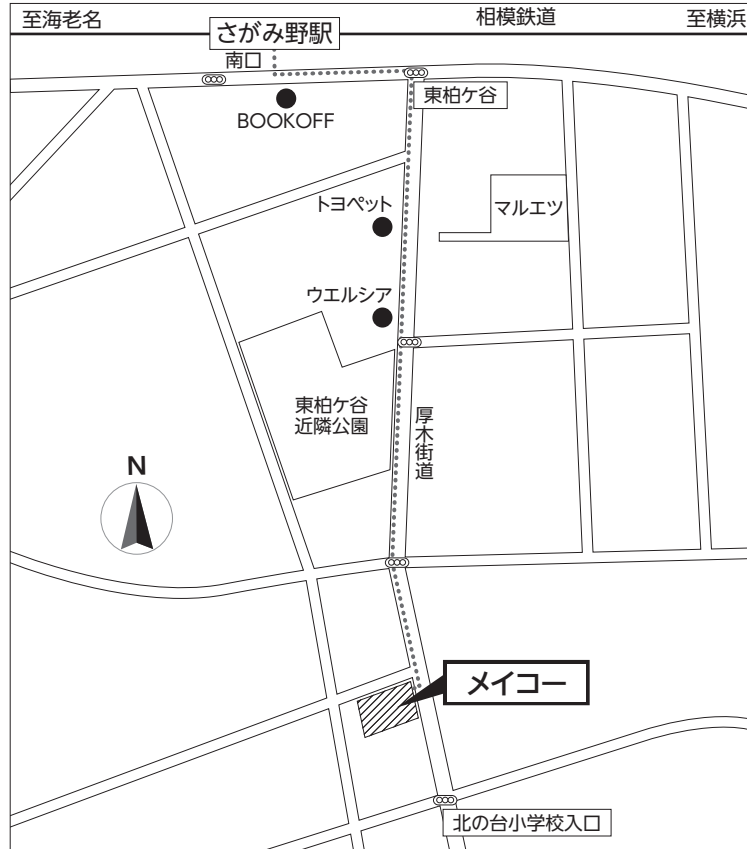 至海老名
相模鉄道
至横浜
さがみ野駅
南口
東柏ケ谷
BOOKOFF
トヨペット
マルエツ
ウエルシア
東柏ケ谷
近隣公園
厚木街道
N
メイコー
北の台小学校入口